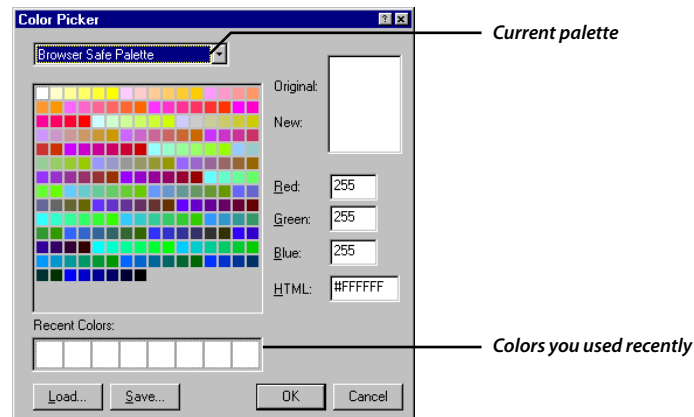 Color Picker
Current palette
Browser Safe Palette
Original:
New:
Red: 255
Green: 255
Blue: 255
HTML: #FFFFFF
Recent Colors:
Colors you used recently
Load... Save... OK Cancel